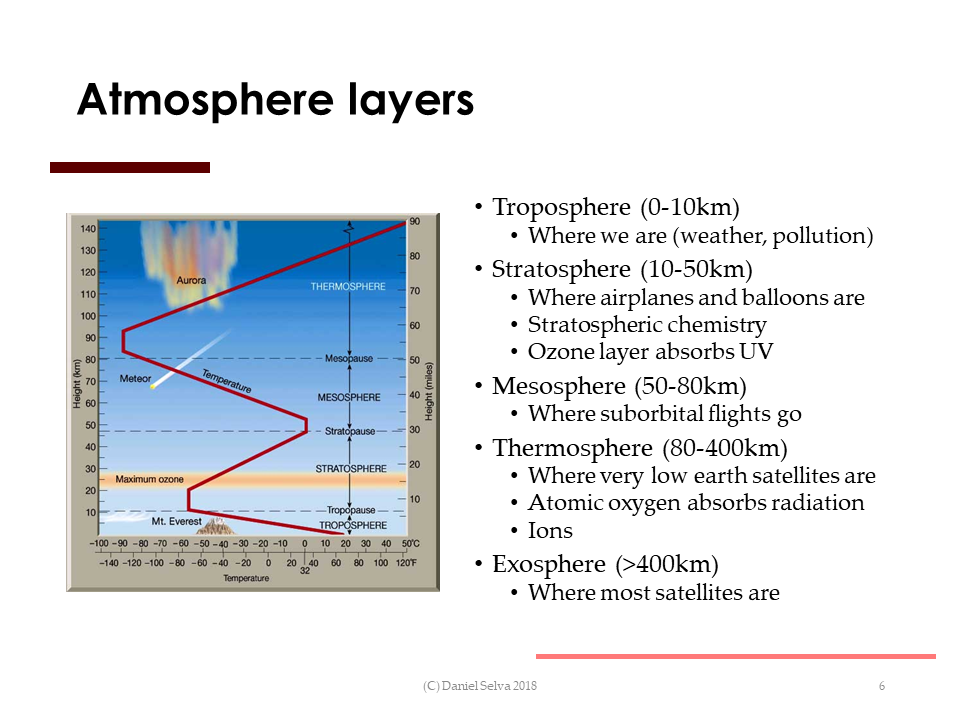 Atmosphere layers
140
130
120
110
100
90
80
70
60
50
40
30
20
10
Height (km)
Aurora
Meteor
Temperature
Maximum ozone
Mt. Everest
THERMOSPHERE
Mesopause
MESOSPHERE
Stratopause
STRATOSPHERE
Tropopause
TROPOSPHERE
90
80
70
60
50
40
30
20
10
Height (miles)
-100 -90 -80 -70 -60 -50 -40 -30 -20 -10 0 10 20 30 40 50°C
-140 -120 -100 -80 -60 -40 -20 0 20 40 60 80 100 120°F
32
Temperature
• Troposphere (0-10km)
• Where we are (weather, pollution)
• Stratosphere (10-50km)
• Where airplanes and balloons are
• Stratospheric chemistry
• Ozone layer absorbs UV
• Mesosphere (50-80km)
• Where suborbital flights go
• Thermosphere (80-400km)
• Where very low earth satellites are
• Atomic oxygen absorbs radiation
• Ions
• Exosphere (>400km)
• Where most satellites are
(C) Daniel Selva 2018
6